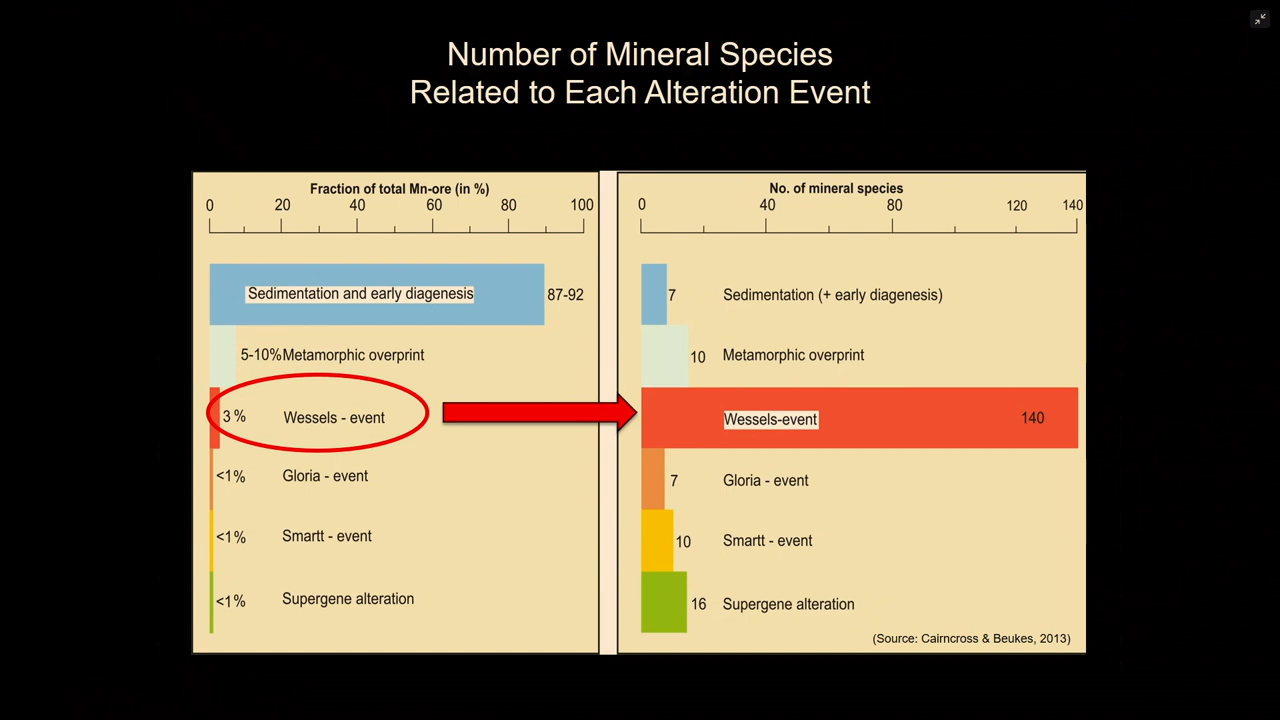 Number of Mineral Species
Related to Each Alteration Event
Fraction of total Mn-ore (in %)
0 20 40 60 80 100
Sedimentation and early diagenesis 87-92
5-10% Metamorphic overprint
3 % Wessels - event
<1% Gloria - event
<1% Smartt - event
<1% Supergene alteration
No. of mineral species
0 40 80 120 140
7 Sedimentation (+ early diagenesis)
10 Metamorphic overprint
Wessels-event 140
7 Gloria - event
10 Smartt - event
16 Supergene alteration
(Source: Cairncross & Beukes, 2013)